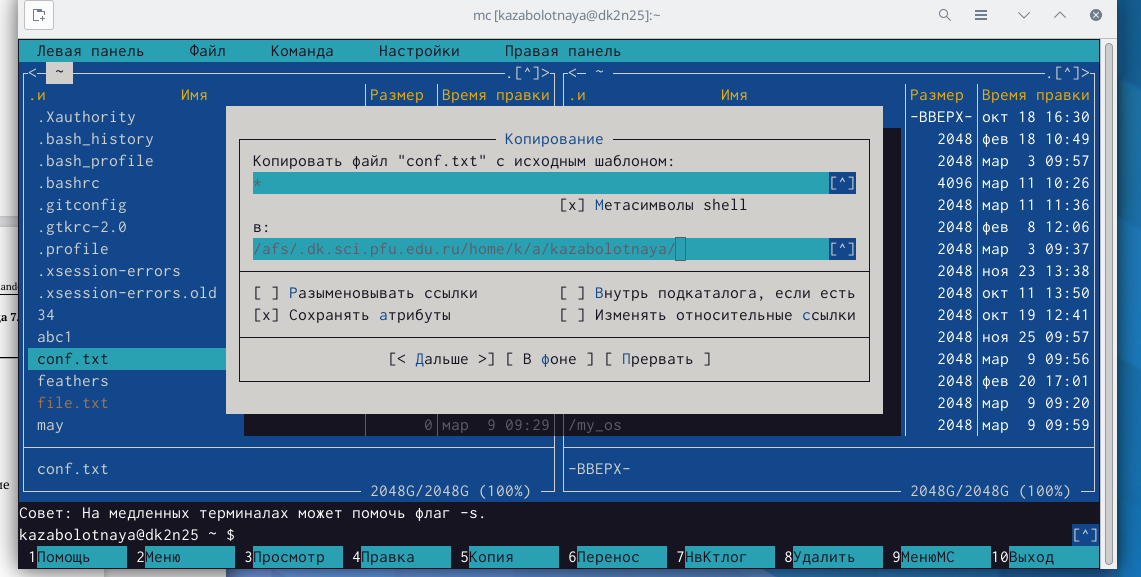 mc [kazabolotnaya@dk2n25]:~
Левая панель Файл Команда Настройки Правая панель
<─ ~ .[^]> <─ ~ .[^]>
.и Имя Размер Время правки .и Имя Размер Время правки
.Xauthority -ВВЕРХ- окт 18 16:30
.bash_history 2048 фев 18 10:49
.bash_profile 2048 мар 3 09:57
.bashrc 4096 мар 11 10:26
.gitconfig 2048 мар 11 11:36
.gtkrc-2.0 2048 фев 8 12:06
.profile 2048 мар 3 09:37
.xsession-errors 2048 ноя 23 13:38
.xsession-errors.old 2048 окт 11 13:50
34 2048 окт 19 12:41
abc1 2048 ноя 25 09:57
conf.txt 2048 мар 9 09:56
feathers 2048 фев 20 17:01
file.txt 2048 мар 9 09:20
may 0 мар 9 09:29 /my_os 2048 мар 9 09:59
Копирование
Копировать файл "conf.txt" с исходным шаблоном:
* [^]
[x] Метасимволы shell
в:
/afs/.dk.sci.pfu.edu.ru/home/k/a/kazabolotnaya/ [^]
[ ] Разыменовывать ссылки [ ] Внутрь подкаталога, если есть
[x] Сохранять атрибуты [ ] Изменять относительные ссылки
[< Дальше >] [ В фоне ] [ Прервать ]
conf.txt -ВВЕРХ-
2048G/2048G (100%) 2048G/2048G (100%)
Совет: На медленных терминалах может помочь флаг -s.
kazabolotnaya@dk2n25 ~ $ [^]
1Помощь 2Меню 3Просмотр 4Правка 5Копия 6Перенос 7НвКтлог 8Удалить 9МенюMC 10Выход